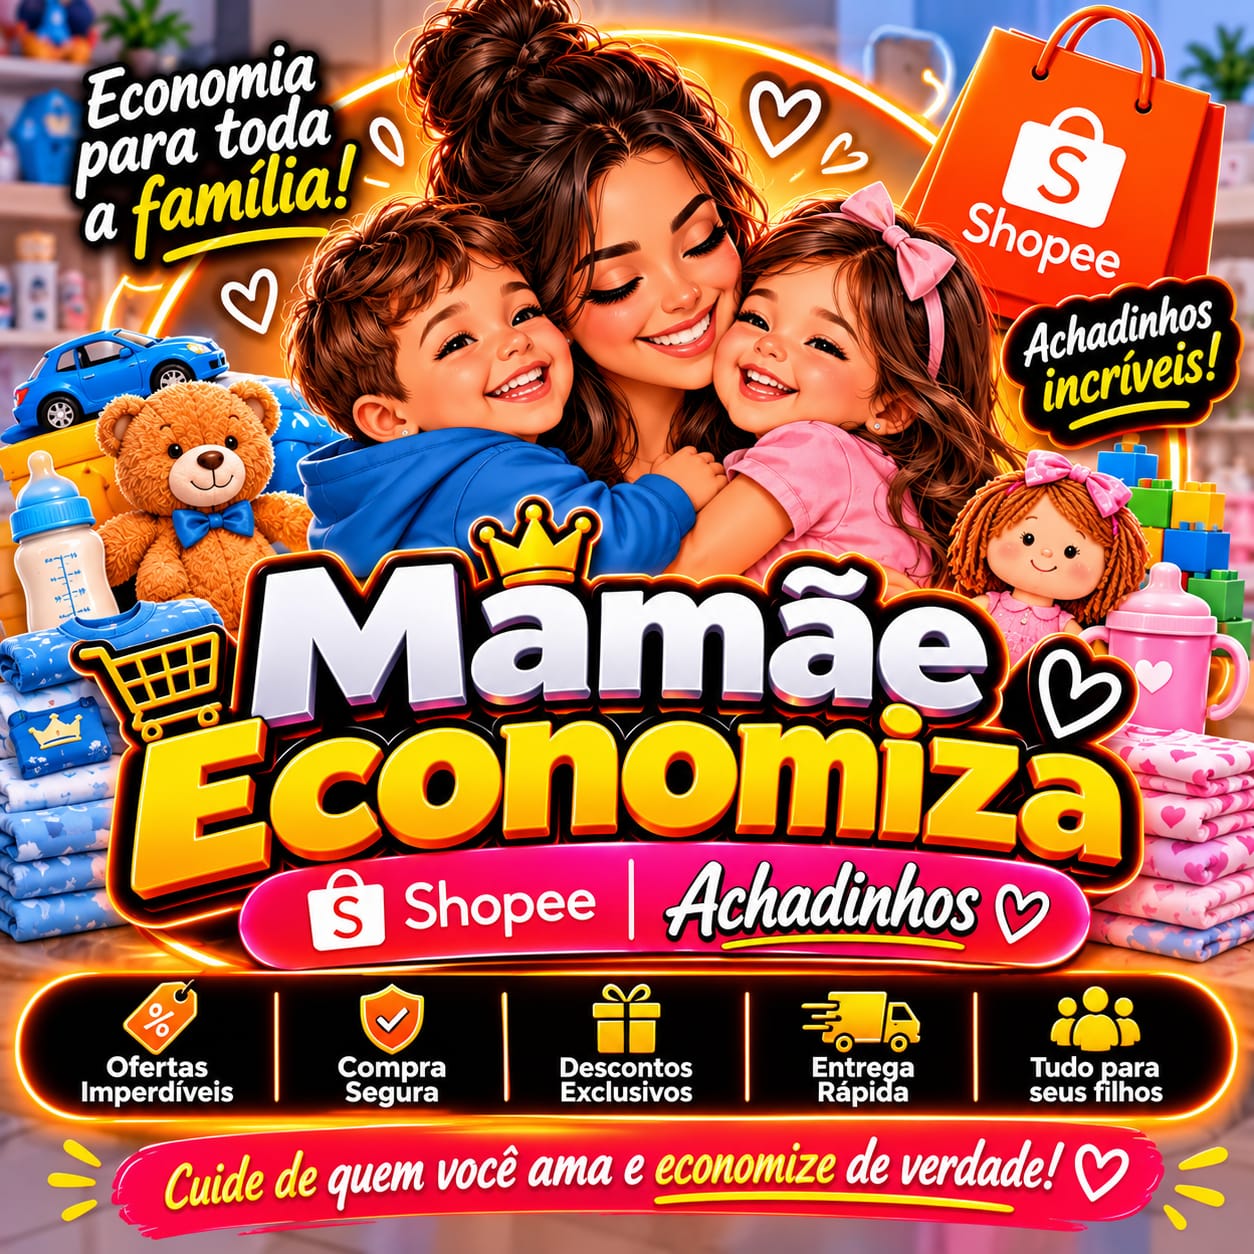 Economia
para toda
a família!
S
Shopee
Achadinhos
incríveis!
Mamãe
Economiza
S Shopee | Achadinhos
%
Ofertas
Imperdíveis
Compra
Segura
Descontos
Exclusivos
Entrega
Rápida
Tudo para
seus filhos
Cuide de quem você ama e economize de verdade!